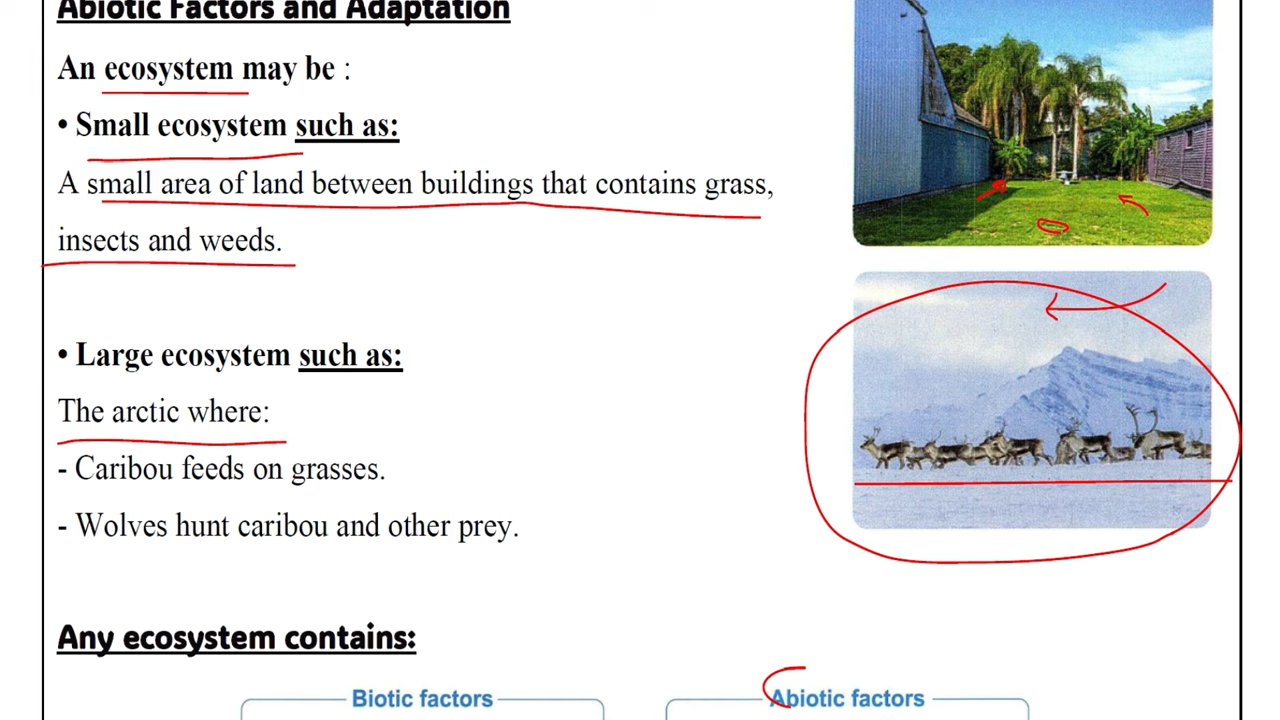 Abiotic Factors and Adaptation
An ecosystem may be :
• Small ecosystem such as:
A small area of land between buildings that contains grass,
insects and weeds.
• Large ecosystem such as:
The arctic where:
- Caribou feeds on grasses.
- Wolves hunt caribou and other prey.
Any ecosystem contains:
Biotic factors
Abiotic factors